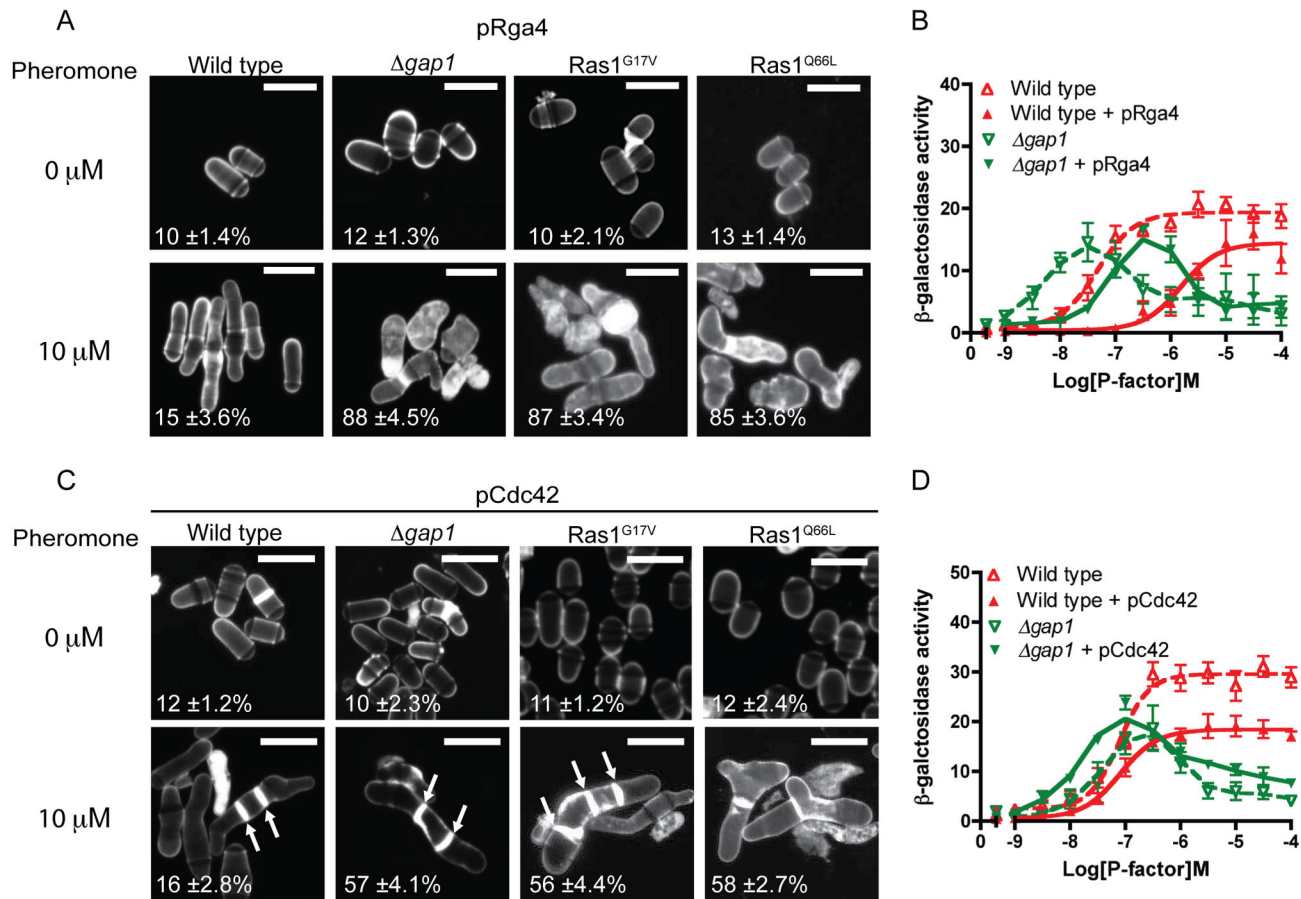 A
pRga4
Pheromone
Wild type
Δgap1
Ras1G17V
Ras1Q66L
0 μM
10 ±1.4%
12 ±1.3%
10 ±2.1%
13 ±1.4%
10 μM
15 ±3.6%
88 ±4.5%
87 ±3.4%
85 ±3.6%
B
β-galactosidase activity
40
30
20
10
0
Wild type
Wild type + pRga4
Δgap1
Δgap1 + pRga4
-9 -8 -7 -6 -5 -4
Log[P-factor]M
C
pCdc42
Pheromone
Wild type
Δgap1
Ras1G17V
Ras1Q66L
0 μM
12 ±1.2%
10 ±2.3%
11 ±1.2%
12 ±2.4%
10 μM
16 ±2.8%
57 ±4.1%
56 ±4.4%
58 ±2.7%
D
β-galactosidase activity
50
40
30
20
10
0
Wild type
Wild type + pCdc42
Δgap1
Δgap1 + pCdc42
-9 -8 -7 -6 -5 -4
Log[P-factor]M